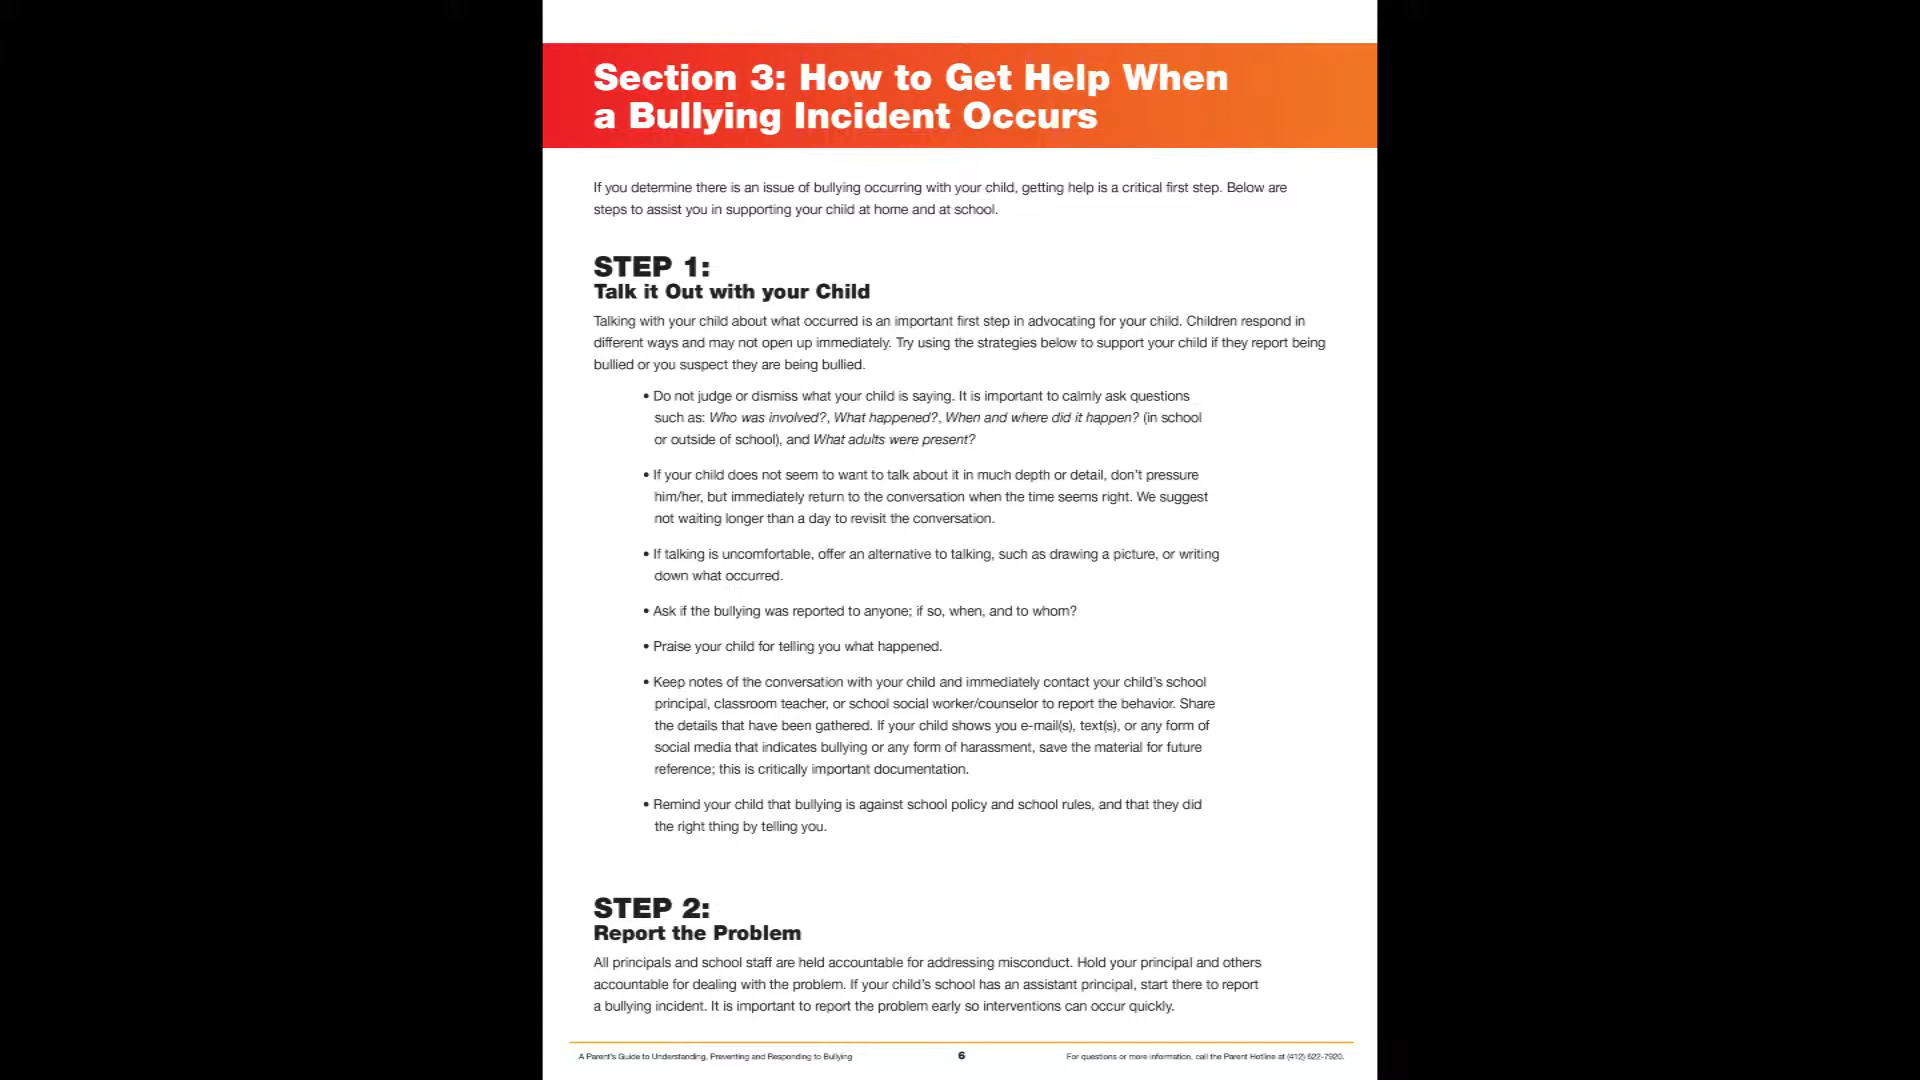 Section 3: How to Get Help When
a Bullying Incident Occurs
If you determine there is an issue of bullying occurring with your child, getting help is a critical first step. Below are
steps to assist you in supporting your child at home and at school.
STEP 1:
Talk it Out with your Child
Talking with your child about what occurred is an important first step in advocating for your child. Children respond in
different ways and may not open up immediately. Try using the strategies below to support your child if they report being
bullied or you suspect they are being bullied.
• Do not judge or dismiss what your child is saying. It is important to calmly ask questions
such as: Who was involved?, What happened?, When and where did it happen? (in school
or outside of school), and What adults were present?
• If your child does not seem to want to talk about it in much depth or detail, don't pressure
him/her, but immediately return to the conversation when the time seems right. We suggest
not waiting longer than a day to revisit the conversation.
• If talking is uncomfortable, offer an alternative to talking, such as drawing a picture, or writing
down what occurred.
• Ask if the bullying was reported to anyone; if so, when, and to whom?
• Praise your child for telling you what happened.
• Keep notes of the conversation with your child and immediately contact your child's school
principal, classroom teacher, or school social worker/counselor to report the behavior. Share
the details that have been gathered. If your child shows you e-mail(s), text(s), or any form of
social media that indicates bullying or any form of harassment, save the material for future
reference; this is critically important documentation.
• Remind your child that bullying is against school policy and school rules, and that they did
the right thing by telling you.
STEP 2:
Report the Problem
All principals and school staff are held accountable for addressing misconduct. Hold your principal and others
accountable for dealing with the problem. If your child's school has an assistant principal, start there to report
a bullying incident. It is important to report the problem early so interventions can occur quickly.
A Parent's Guide to Understanding, Preventing and Responding to Bullying
6
For questions or more information, call the Parent Hotline at (412) 622-7920.